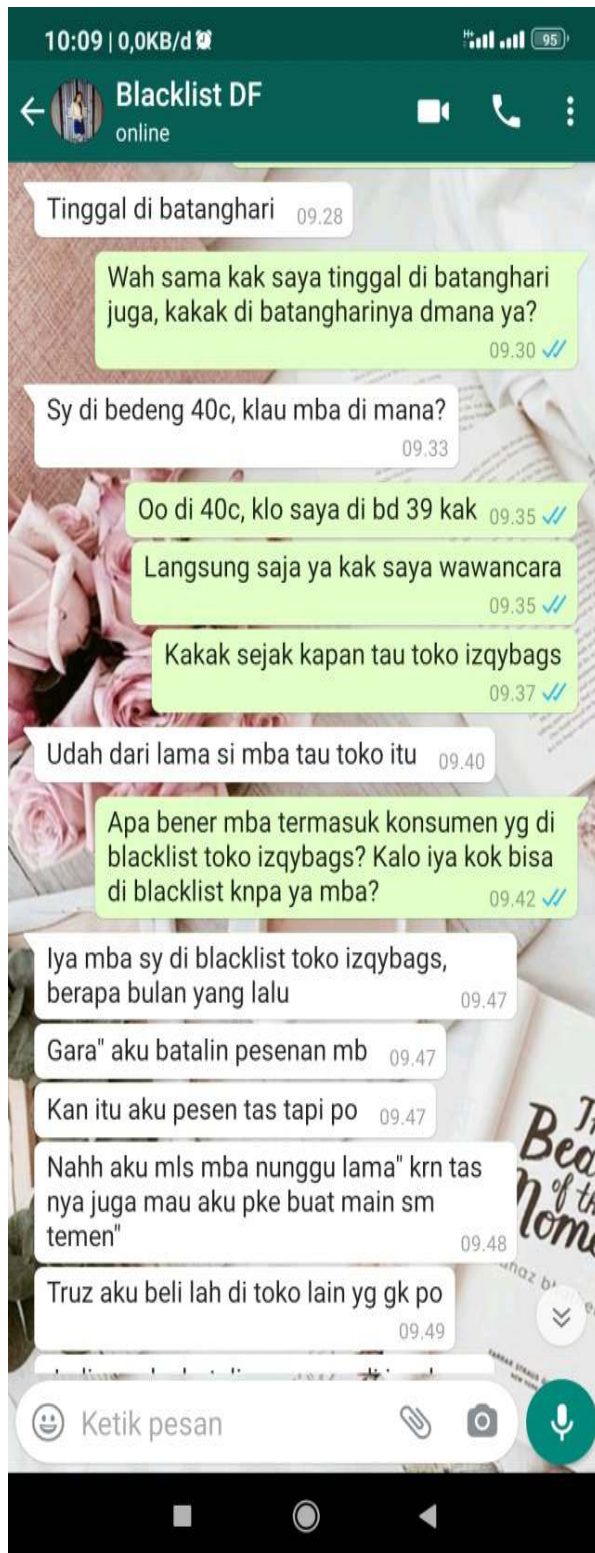 10:09 | 0,0KB/d
H+
95
Blacklist DF
online
Tinggal di batanghari 09.28
Wah sama kak saya tinggal di batanghari
juga, kakak di batangharinya dmana ya?
09.30
Sy di bedeng 40c, klau mba di mana?
09.33
Oo di 40c, klo saya di bd 39 kak 09.35
Langsung saja ya kak saya wawancara
09.35
Kakak sejak kapan tau toko izqybags
09.37
Udah dari lama si mba tau toko itu 09.40
Apa bener mba termasuk konsumen yg di
blacklist toko izqybags? Kalo iya kok bisa
di blacklist knpa ya mba? 09.42
Iya mba sy di blacklist toko izqybags,
berapa bulan yang lalu 09.47
Gara" aku batalin pesenan mb 09.47
Kan itu aku pesen tas tapi po 09.47
Nahh aku mls mba nunggu lama" krn tas
nya juga mau aku pke buat main sm
temen" 09.48
Truz aku beli lah di toko lain yg gk po
09.49
Ketik pesan